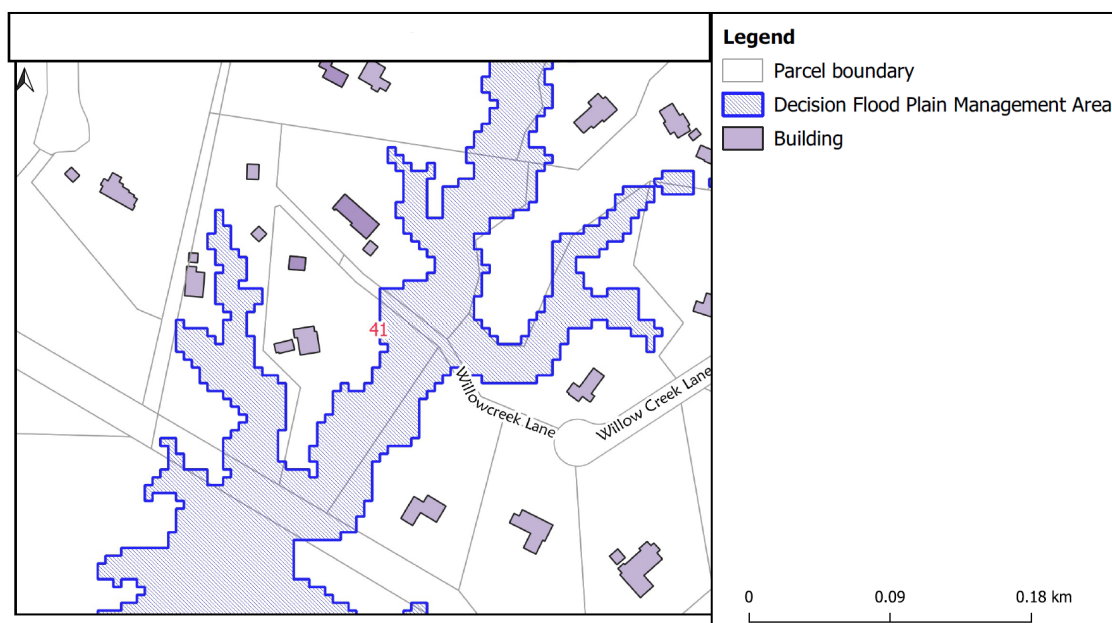 Legend
Parcel boundary
Decision Flood Plain Management Area
Building
41
Willowcreek Lane
Willow Creek Lane
0
0.09
0.18 km